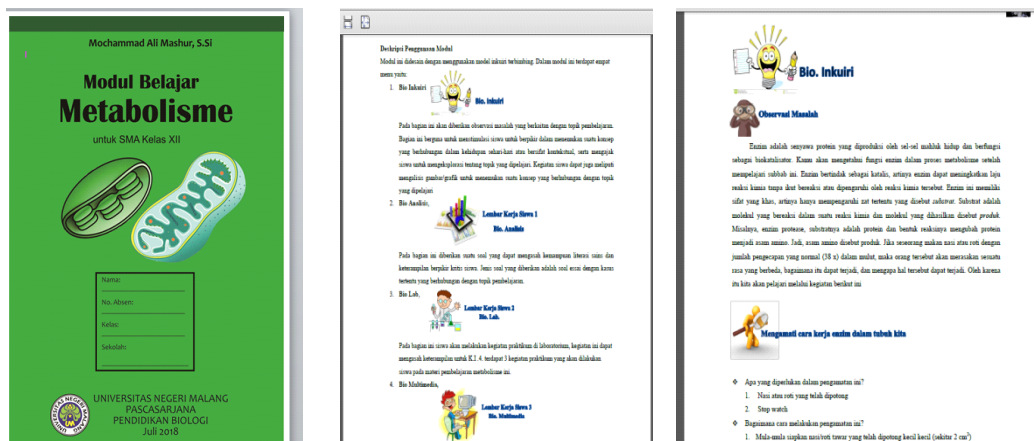 Mochammad Ali Mashur, S.Si
Modul Belajar
Metabolisme
untuk SMA Kelas XII
Nama:
No. Absen:
Kelas:
Sekolah:
UNIVERSITAS NEGERI MALANG
PASCASARJANA
PENDIDIKAN BIOLOGI
Juli 2018
Deskripsi Penggunaan Modul
Modul ini didesain dengan menggunakan model inkuiri terbimbing. Dalam modul ini terdapat empat
menu yaitu:
1. Bio Inkuiri
Bio. Inkuiri
Pada bagian ini akan diberikan observasi masalah yang berkaitan dengan topik pembelajaran.
Bagian ini berguna untuk menstimulasi siswa untuk berpikir dalam menemukan suatu konsep
yang berhubungan dalam kehidupan sehari-hari atau bersifat kontekstual, serta mengajak
siswa untuk mengeksplorasi tentang topik yang dipelajari. Kegiatan siswa dapat juga meliputi
mengalisis gambar/grafik untuk menemukan suatu konsep yang berhubungan dengan topik
yang dipelajari
2. Bio Analisis,
Lembar Kerja Siswa 1
Bio. Analisis
Pada bagian ini diberikan suatu soal yang dapat mengasah kemampuan literasi sains dan
keterampilan berpikir kritis siswa. Jenis soal yang diberikan adalah soal esai dengan kasus
tertentu yang berhubungan dengan topik pembelajaran.
3. Bio Lab,
Lembar Kerja Siswa 2
Bio. Lab.
Pada bagian ini siswa akan melakukan kegiatan praktikum di laboratorium, kegiatan ini dapat
mengasah keterampilan untuk K.I. 4, terdapat 3 kegiatan praktikum yang akan dilakukan
siswa pada materi pembelajaran metabolisme ini.
4. Bio Multimedia,
Lembar Kerja Siswa 3
Bio. Multimedia
Bio. Inkuiri
Observasi Masalah
Enzim adalah senyawa protein yang diproduksi oleh sel-sel makhluk hidup dan berfungsi
sebagai biokatalisator. Kamu akan mengetahui fungsi enzim dalam proses metabolisme setelah
mempelajari subbab ini. Enzim bertindak sebagai katalis, artinya enzim dapat meningkatkan laju
reaksi kimia tanpa ikut bereaksi atau dipengaruhi oleh reaksi kimia tersebut. Enzim ini memiliki
sifat yang khas, artinya hanya mempengaruhi zat tertentu yang disebut substrat. Substrat adalah
molekul yang bereaksi dalam suatu reaksi kimia dan molekul yang dihasilkan disebut produk.
Misalnya, enzim protease, substratnya adalah protein dan bentuk reaksinya mengubah protein
menjadi asam amino. Jadi, asam amino disebut produk. Jika seseorang makan nasi atau roti dengan
jumlah pengecapan yang normal (38 x) dalam mulut, maka orang tersebut akan merasakan sesuatu
rasa yang berbeda, bagaimana itu dapat terjadi, dan mengapa hal tersebut dapat terjadi. Oleh karena
itu kita akan pelajari melalui kegiatan berikut ini
Mengamati cara kerja enzim dalam tubuh kita
❖ Apa yang diperlukan dalam pengamatan ini?
1. Nasi atau roti yang telah dipotong
2. Stop watch
❖ Bagaimana cara melakukan pengamatan ini?
1. Mula-mula siapkan nasi/roti tawar yang telah dipotong kecil kecil (sekitar 2 cm³)